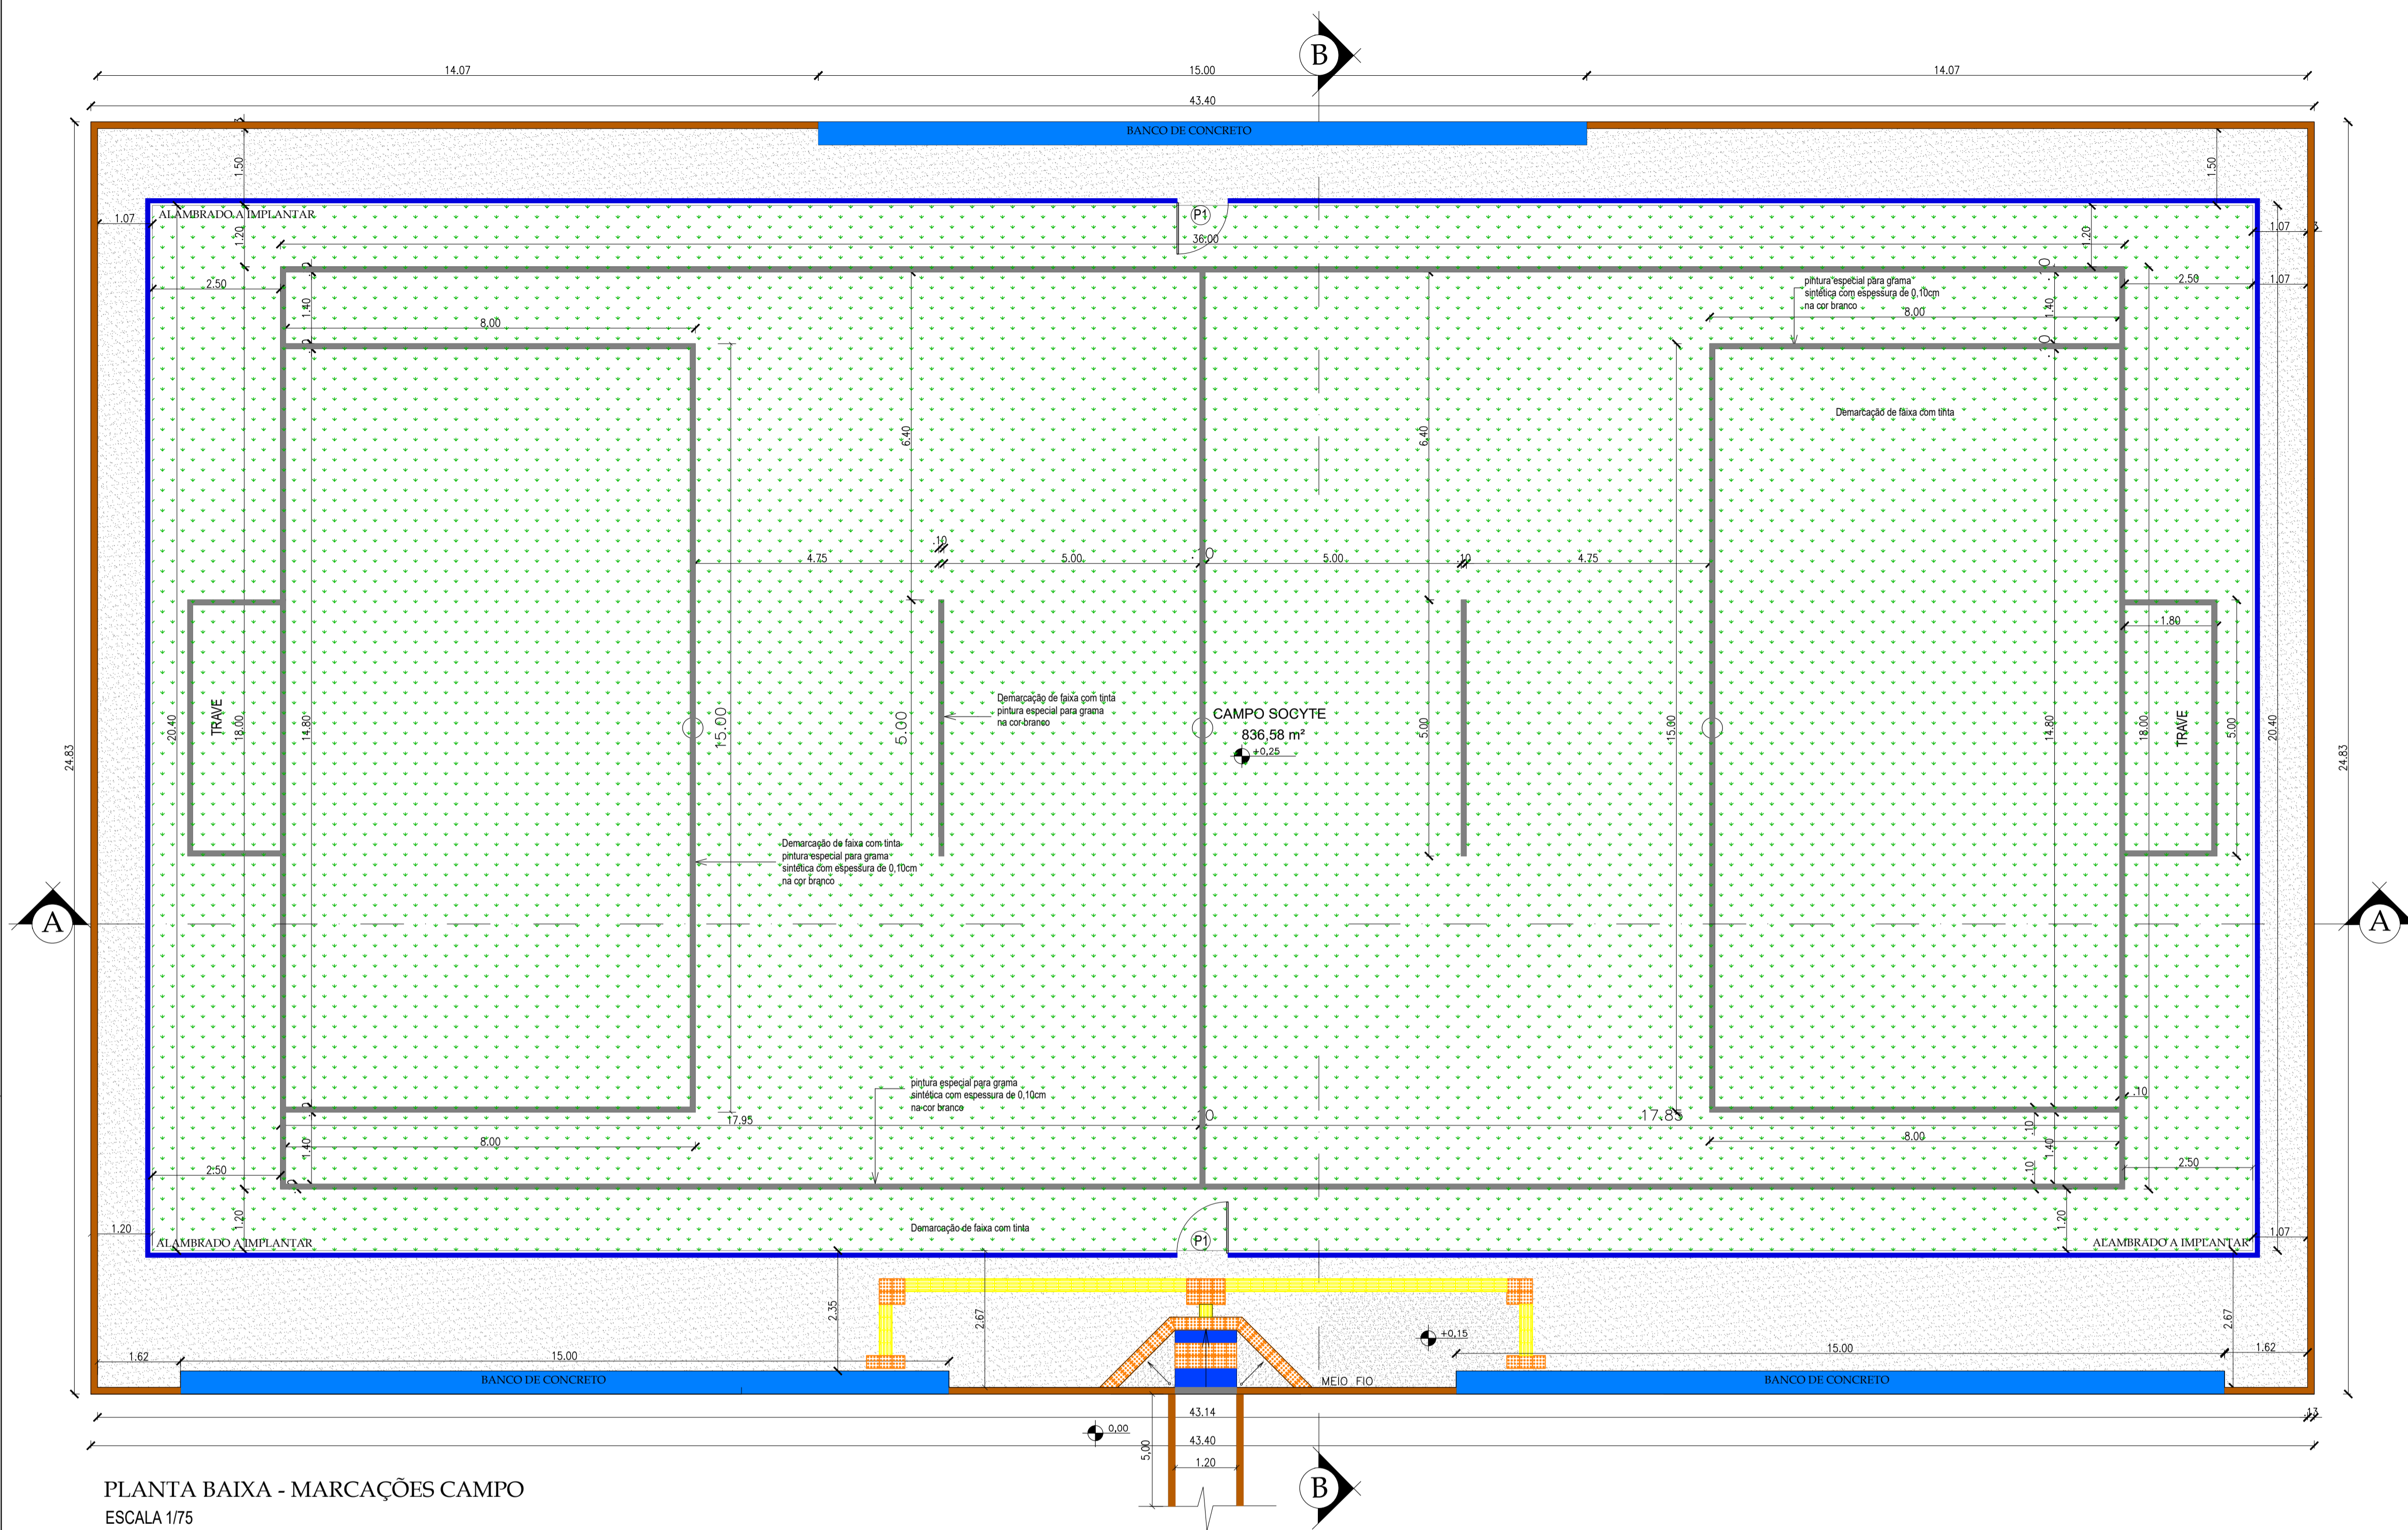 B
14.07
15.00
14.07
43.40
BANCO DE CONCRETO
1.50
1.50
ALAMBRADO A IMPLANTAR
P1
1.07
1.20
36.00
1.20
1.07
2.50
2.50
1.07
.10
1.40
8.00
pintura especial para grama
sintética com espessura de 0,10cm
na cor branco
8.00
1.40
.10
.10
Demarcação de faixa com tinta
6.40
6.40
4.75
.10
5.00
.10
5.00
.10
4.75
1.80
24.83
20.40
TRAVE
18.00
14.80
15.00
5.00
Demarcação de faixa com tinta
pintura especial para grama
na cor branco
CAMPO SOCYTE
836,58 m²
+0,25
5.00
15.00
14.80
18.00
TRAVE
5.00
20.40
24.83
Demarcação de faixa com tinta
pintura especial para grama
sintética com espessura de 0,10cm
na cor branco
A
A
pintura especial para grama
sintética com espessura de 0,10cm
na cor branco
17.95
.10
17.85
.10
8.00
1.40
8.00
.10
1.40
.10
2.50
2.50
1.20
1.20
1.20
Demarcação de faixa com tinta
P1
1.07
ALAMBRADO A IMPLANTAR
ALAMBRADO A IMPLANTAR
2.35
2.67
+0,15
2.67
1.62
15.00
15.00
1.62
BANCO DE CONCRETO
MEIO FIO
BANCO DE CONCRETO
43.14
.13
0,00
43.40
5.00
1.20
B
PLANTA BAIXA - MARCAÇÕES CAMPO
ESCALA 1/75